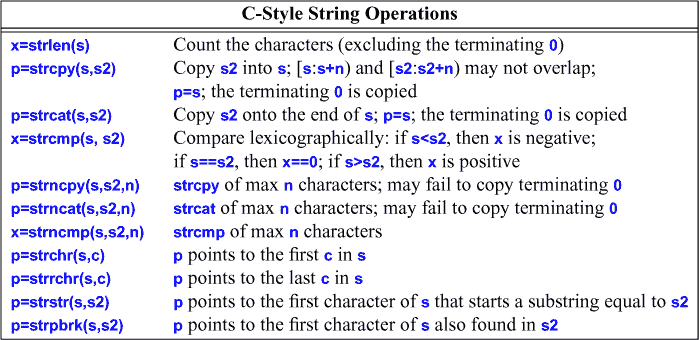 C-Style String Operations
x=strlen(s) Count the characters (excluding the terminating 0)
p=strcpy(s,s2) Copy s2 into s; [s:s+n) and [s2:s2+n) may not overlap;
p=s; the terminating 0 is copied
p=strcat(s,s2) Copy s2 onto the end of s; p=s; the terminating 0 is copied
x=strcmp(s, s2) Compare lexicographically: if s<s2, then x is negative;
if s==s2, then x==0; if s>s2, then x is positive
p=strncpy(s,s2,n) strcpy of max n characters; may fail to copy terminating 0
p=strncat(s,s2,n) strcat of max n characters; may fail to copy terminating 0
x=strncmp(s,s2,n) strcmp of max n characters
p=strchr(s,c) p points to the first c in s
p=strrchr(s,c) p points to the last c in s
p=strstr(s,s2) p points to the first character of s that starts a substring equal to s2
p=strpbrk(s,s2) p points to the first character of s also found in s2